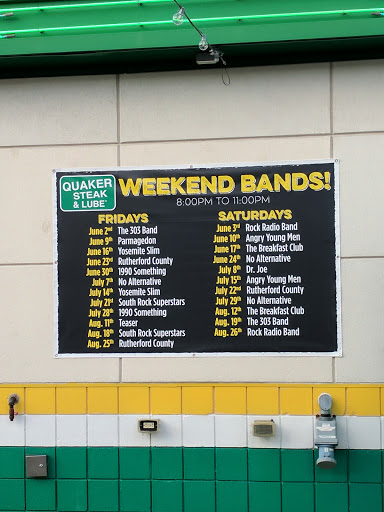 QUAKER
STEAK
& LUBE
WEEKEND BANDS!
8:00PM TO 11:00PM
FRIDAYS
June 2nd The 303 Band
June 9th Parmagedon
June 16th Yosemite Slim
June 23rd Rutherford County
June 30th 1990 Something
July 7th No Alternative
July 14th Yosemite Slim
July 21st South Rock Superstars
July 28th 1990 Something
Aug. 11th Teaser
Aug. 18th South Rock Superstars
Aug. 25th Rutherford County
SATURDAYS
June 3rd Rock Radio Band
June 10th Angry Young Men
June 17th The Breakfast Club
June 24th No Alternative
July 8th Dr. Joe
July 15th Angry Young Men
July 22nd Rutherford County
July 29th No Alternative
Aug. 12th The Breakfast Club
Aug. 19th The 303 Band
Aug. 26th Rock Radio Band